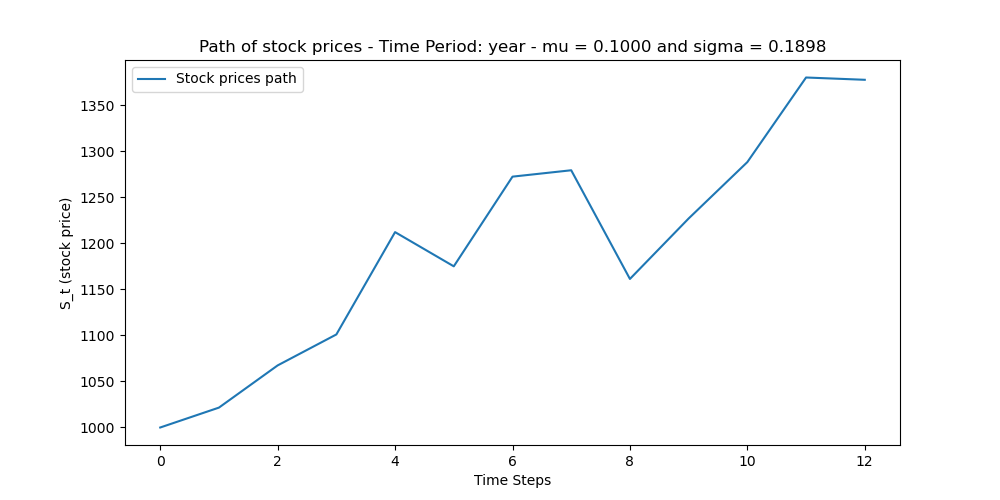 Path of stock prices - Time Period: year - mu = 0.1000 and sigma = 0.1898
Stock prices path
S_t (stock price)
1350
1300
1250
1200
1150
1100
1050
1000
0 2 4 6 8 10 12
Time Steps